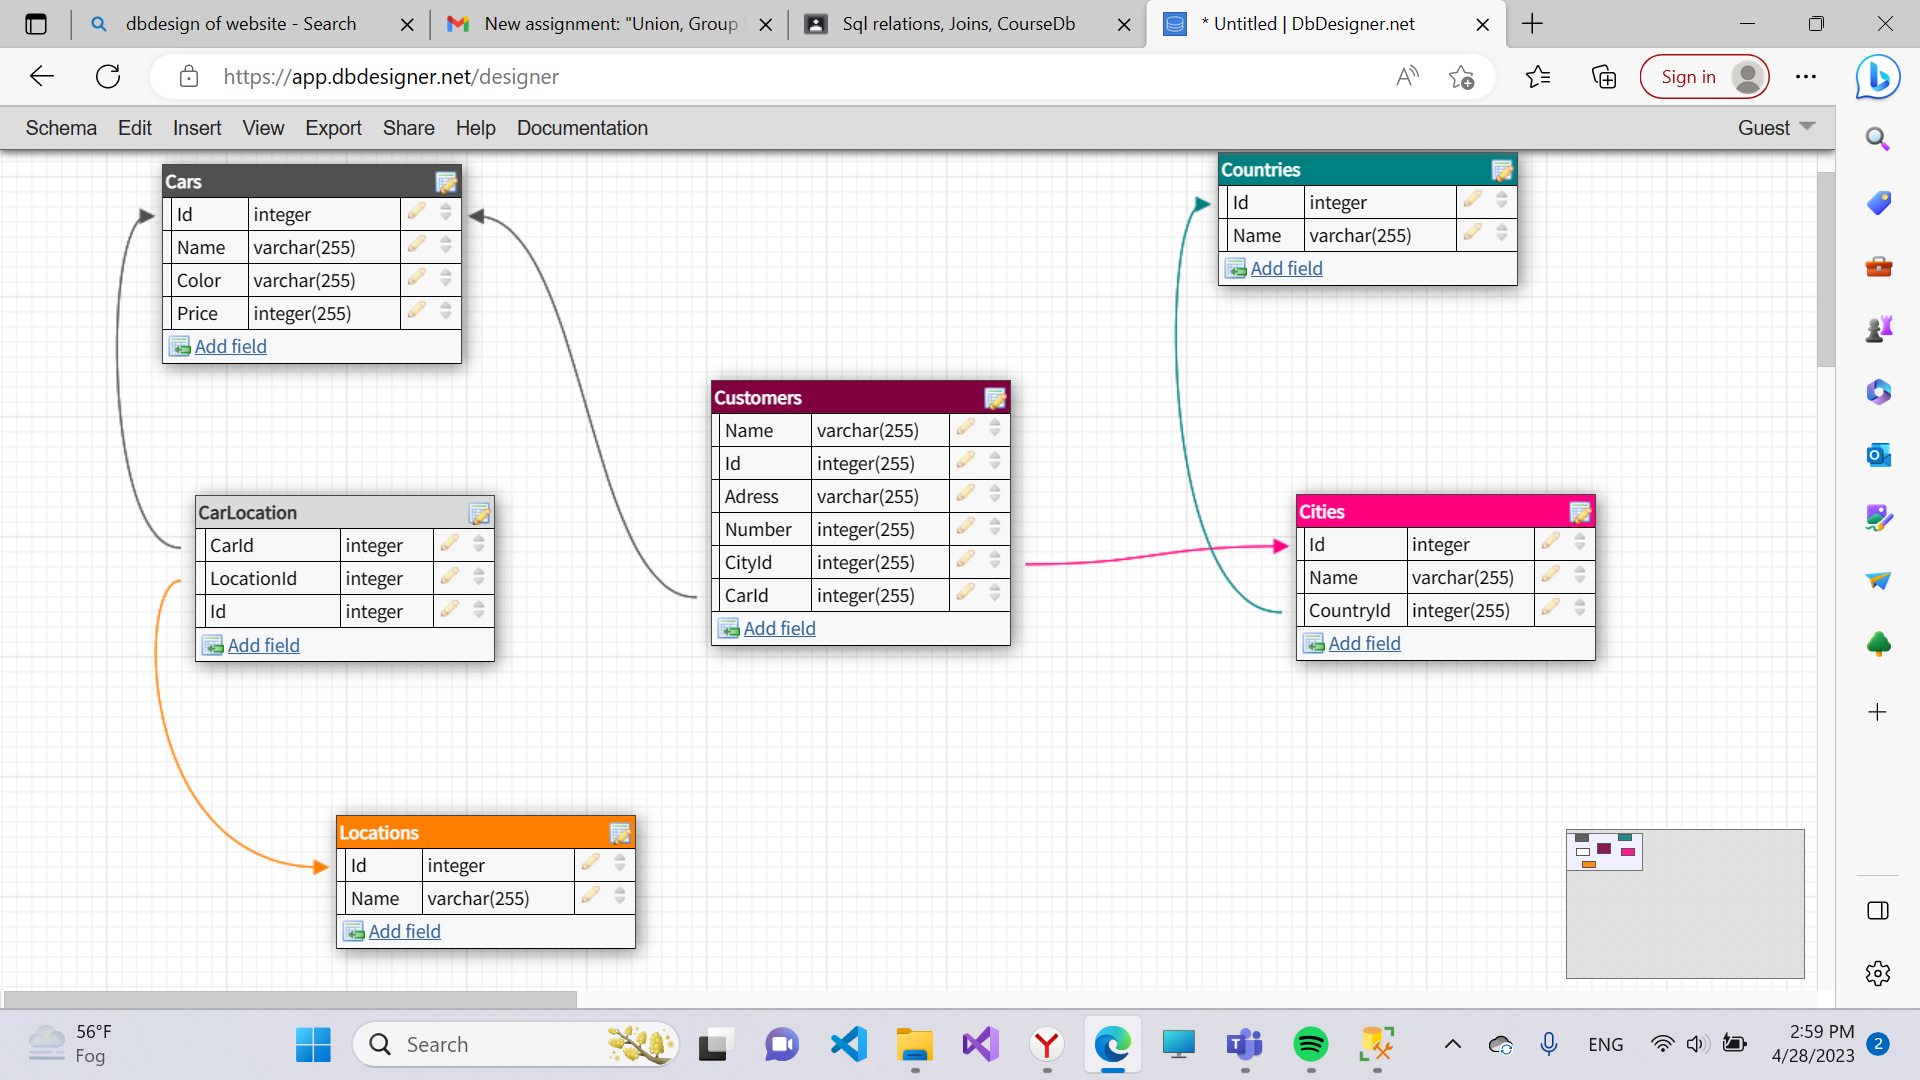 dbdesign of website - Search
New assignment: "Union, Group
Sql relations, Joins, CourseDb
* Untitled | DbDesigner.net
https://app.dbdesigner.net/designer
Sign in
Schema Edit Insert View Export Share Help Documentation
Guest
Cars
Id integer
Name varchar(255)
Color varchar(255)
Price integer(255)
Add field
Countries
Id integer
Name varchar(255)
Add field
Customers
Name varchar(255)
Id integer(255)
Adress varchar(255)
Number integer(255)
CityId integer(255)
CarId integer(255)
Add field
CarLocation
CarId integer
LocationId integer
Id integer
Add field
Cities
Id integer
Name varchar(255)
CountryId integer(255)
Add field
Locations
Id integer
Name varchar(255)
Add field
56°F
Fog
Search
ENG
2:59 PM
4/28/2023
2